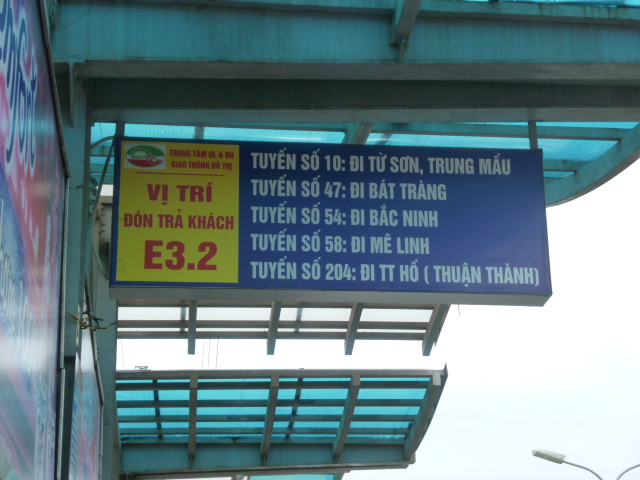 TRUNG TÂM QL & ĐH
GIAO THÔNG ĐÔ THỊ
VỊ TRÍ
ĐÓN TRẢ KHÁCH
E3.2
TUYẾN SỐ 10: ĐI TỪ SƠN, TRUNG MẦU
TUYẾN SỐ 47: ĐI BÁT TRÀNG
TUYẾN SỐ 54: ĐI BẮC NINH
TUYẾN SỐ 58: ĐI MÊ LINH
TUYẾN SỐ 204: ĐI TT HỒ ( THUẬN THÀNH)